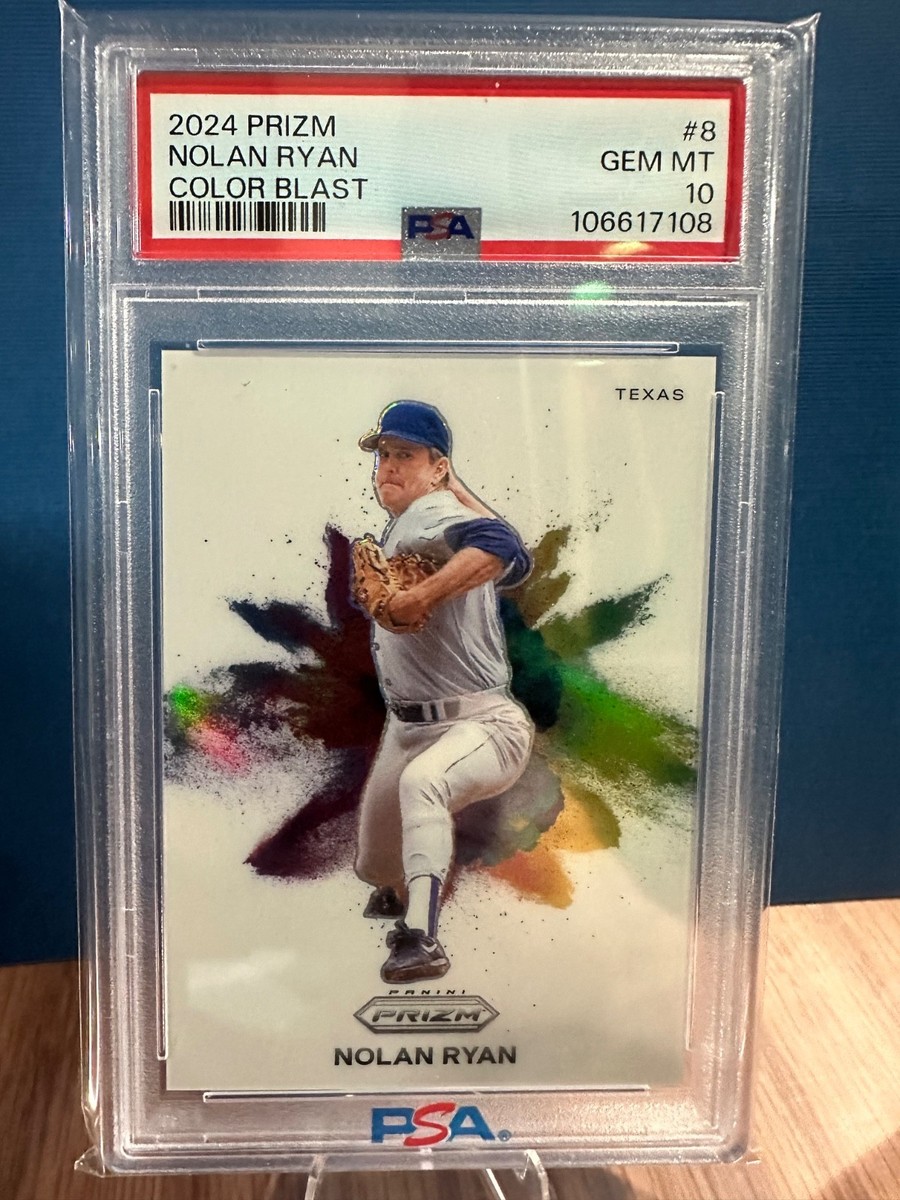 2024 PRIZM
NOLAN RYAN
COLOR BLAST
#8
GEM MT
10
106617108
PSA
TEXAS
PANINI
PRIZM
NOLAN RYAN
PSA®